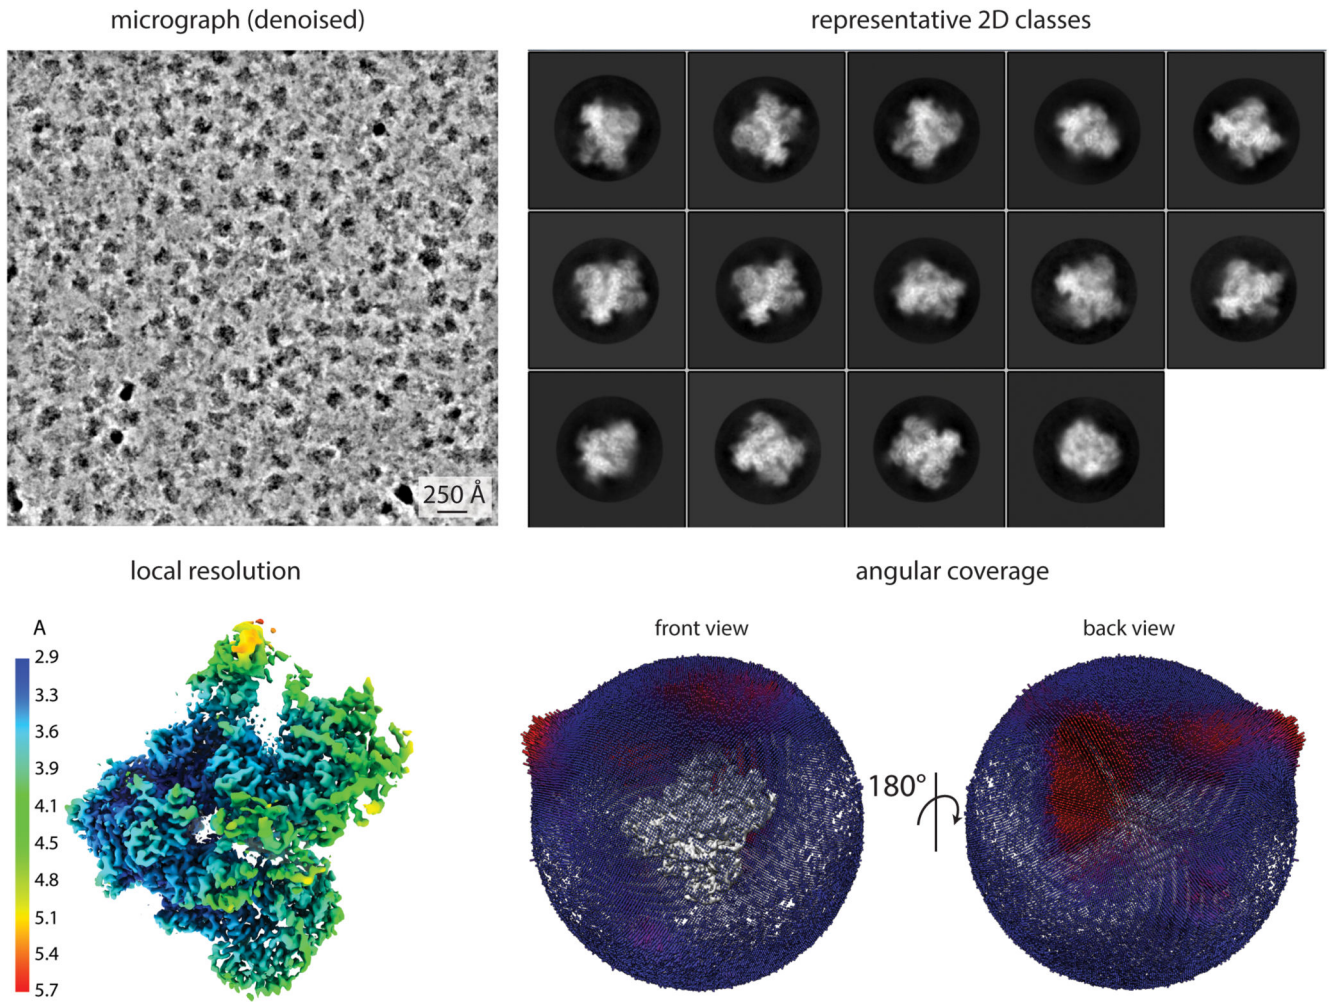 micrograph (denoised)
representative 2D classes
250 Å
local resolution
angular coverage
A
2.9
3.3
3.6
3.9
4.1
4.5
4.8
5.1
5.4
5.7
front view
back view
180°